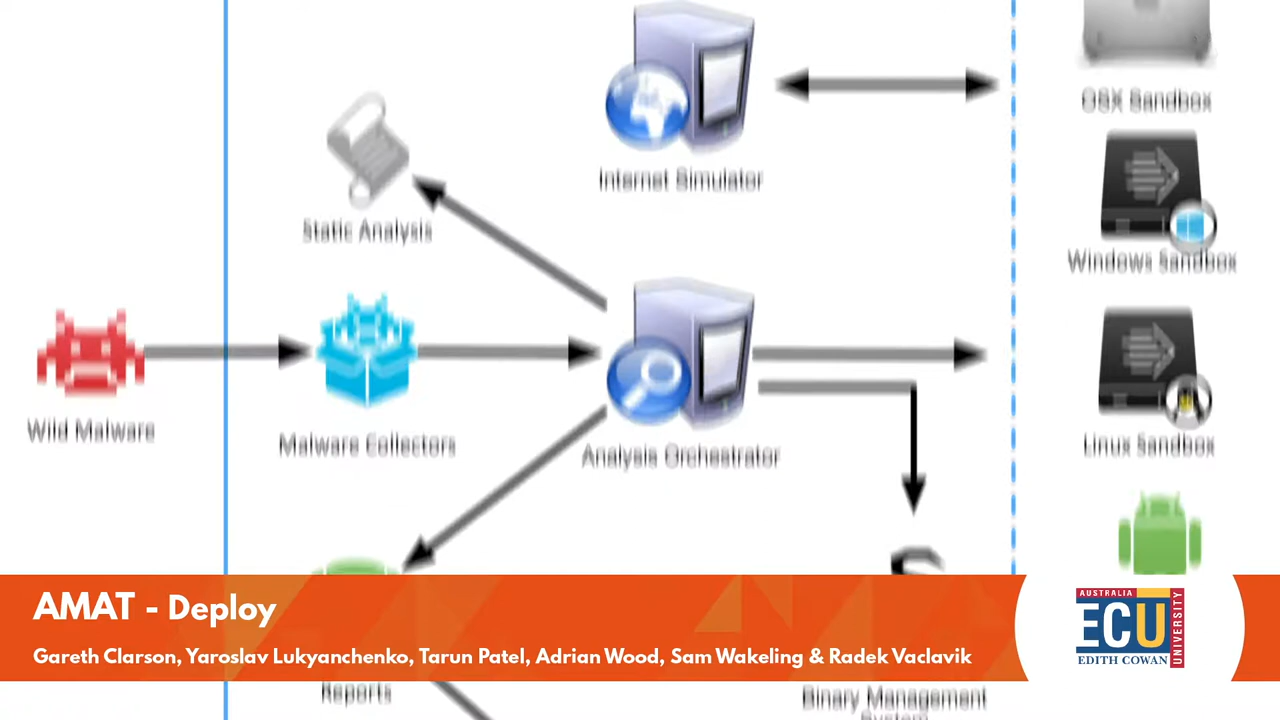 OSX Sandbox
Internet Simulator
Static Analysis
Windows Sandbox
Wild Malware
Malware Collectors
Analysis Orchestrator
Linux Sandbox
AMAT - Deploy
Gareth Clarson, Yaroslav Lukyanchenko, Tarun Patel, Adrian Wood, Sam Wakeling & Radek Vaclavik
AUSTRALIA
ECU
UNIVERSITY
EDITH COWAN
Reports
Binary Management
System